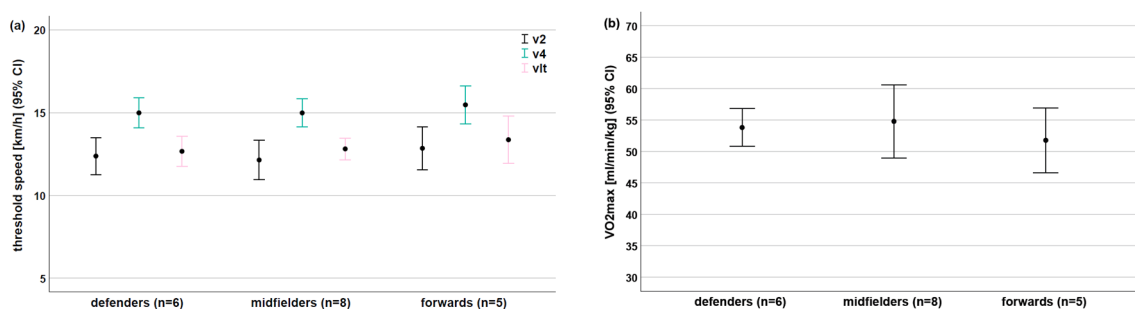 (a)
threshold speed [km/h] (95% CI)
20
15
10
5
v2
v4
vlt
defenders (n=6)
midfielders (n=8)
forwards (n=5)
(b)
VO2max [ml/min/kg] (95% CI)
70
65
60
55
50
45
40
35
30
defenders (n=6)
midfielders (n=8)
forwards (n=5)